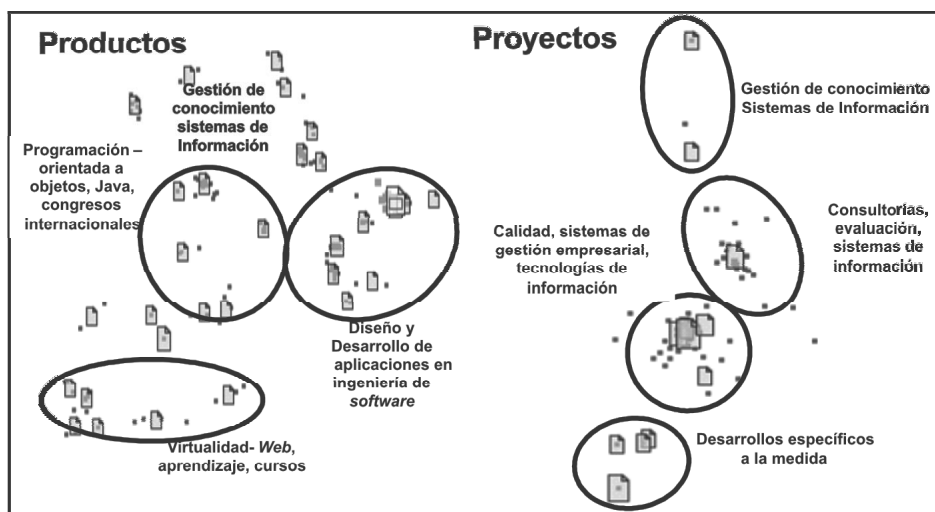 Productos
Gestión de
conocimiento
sistemas de
Información
Programación –
orientada a
objetos, Java,
congresos
internacionales
Diseño y
Desarrollo de
aplicaciones en
ingeniería de
software
Virtualidad- Web,
aprendizaje, cursos
Proyectos
Gestión de conocimiento
Sistemas de Información
Consultorias,
evaluación,
sistemas de
información
Calidad, sistemas de
gestión empresarial,
tecnologías de
información
Desarrollos específicos
a la medida